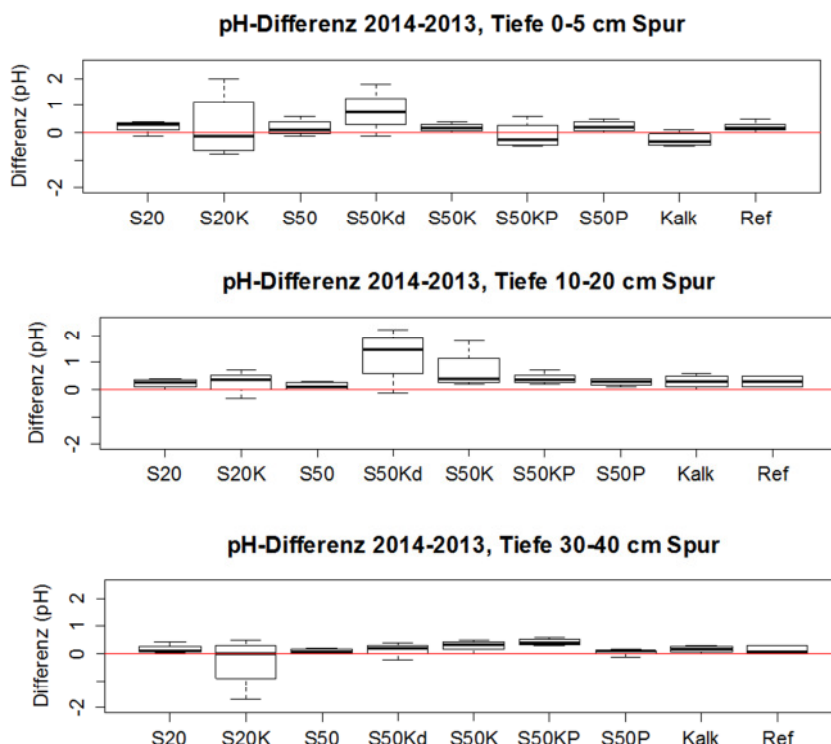 pH-Differenz 2014-2013, Tiefe 0-5 cm Spur
Differenz (pH)
2
1
0
-2
S20 S20K S50 S50Kd S50K S50KP S50P Kalk Ref
pH-Differenz 2014-2013, Tiefe 10-20 cm Spur
Differenz (pH)
2
1
0
-2
S20 S20K S50 S50Kd S50K S50KP S50P Kalk Ref
pH-Differenz 2014-2013, Tiefe 30-40 cm Spur
Differenz (pH)
2
1
0
-2
S20 S20K S50 S50Kd S50K S50KP S50P Kalk Ref